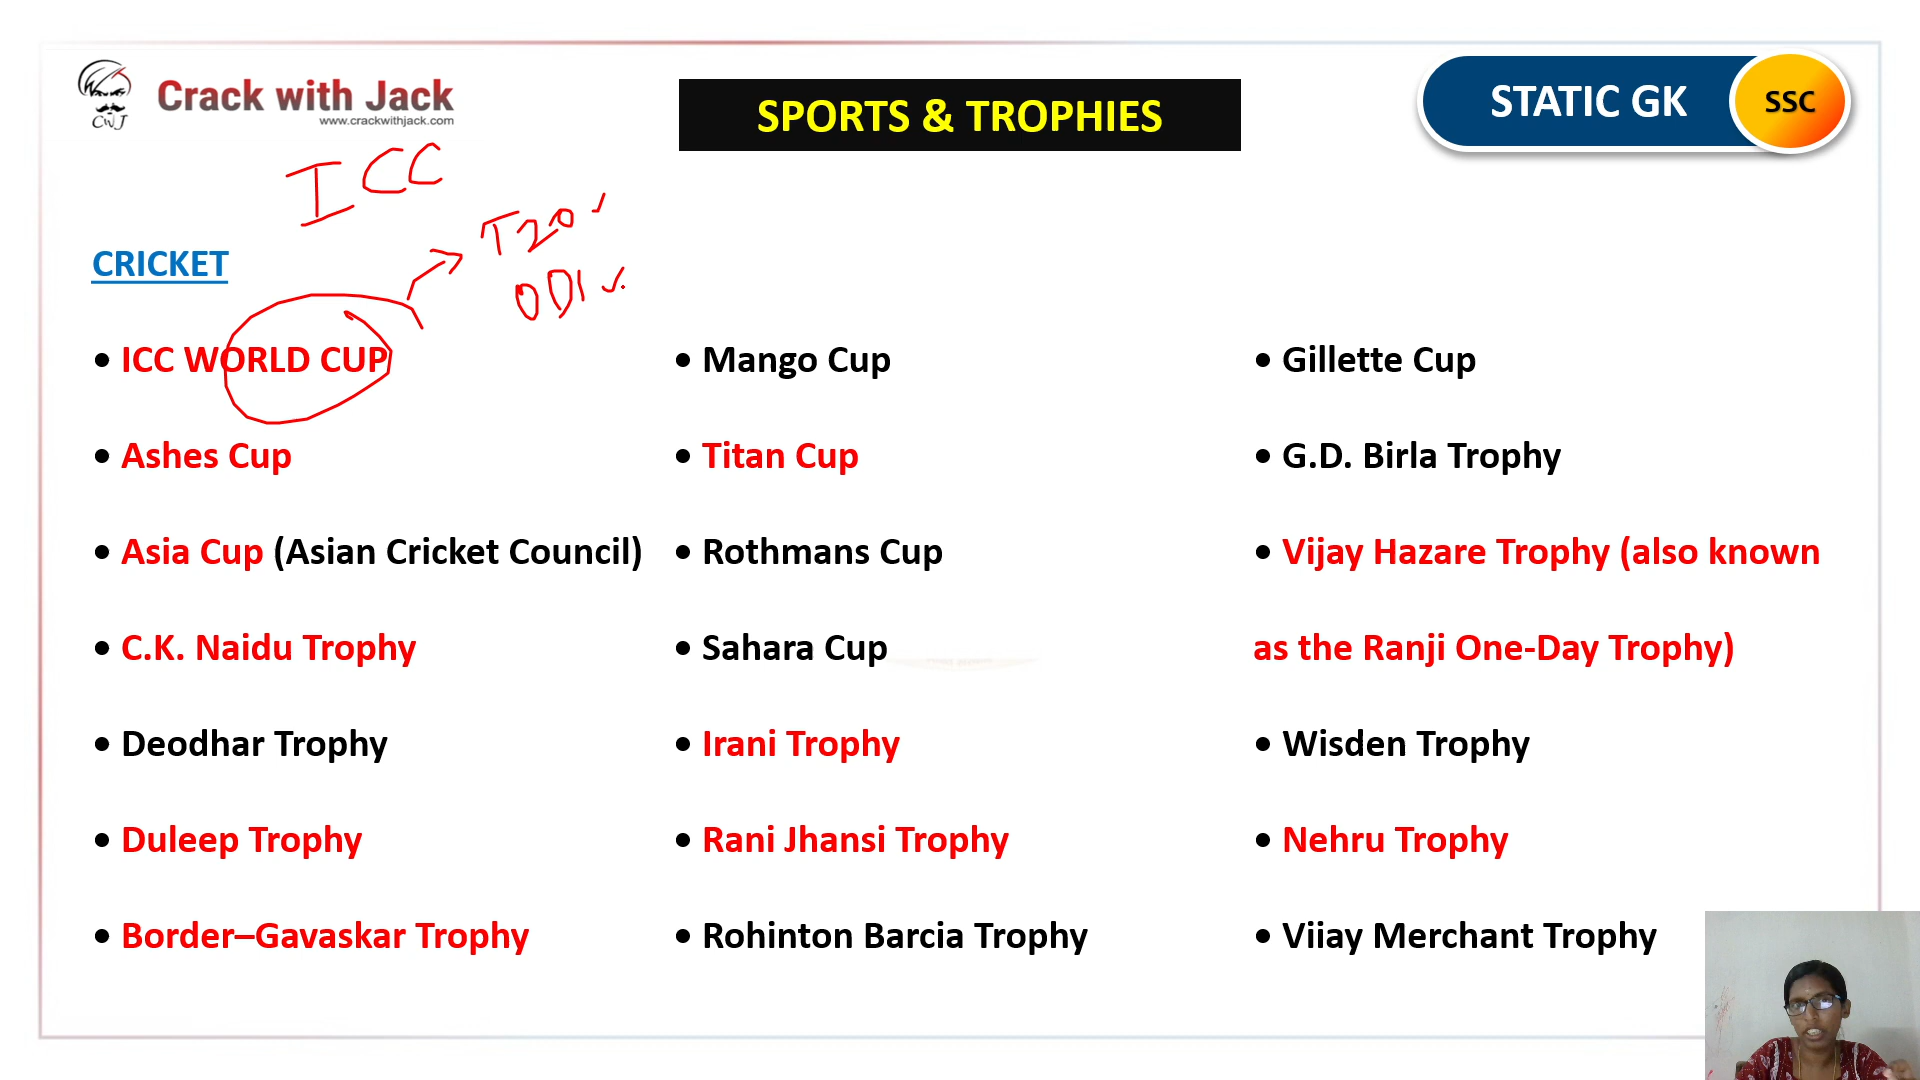 Crack with Jack
www.crackwithjack.com
CWJ
SPORTS & TROPHIES
STATIC GK
SSC
ICC
T20
ODI
CRICKET
• ICC WORLD CUP
• Ashes Cup
• Asia Cup (Asian Cricket Council)
• C.K. Naidu Trophy
• Deodhar Trophy
• Duleep Trophy
• Border–Gavaskar Trophy
• Mango Cup
• Titan Cup
• Rothmans Cup
• Sahara Cup
• Irani Trophy
• Rani Jhansi Trophy
• Rohinton Barcia Trophy
• Gillette Cup
• G.D. Birla Trophy
• Vijay Hazare Trophy (also known
as the Ranji One-Day Trophy)
• Wisden Trophy
• Nehru Trophy
• Viiay Merchant Trophy